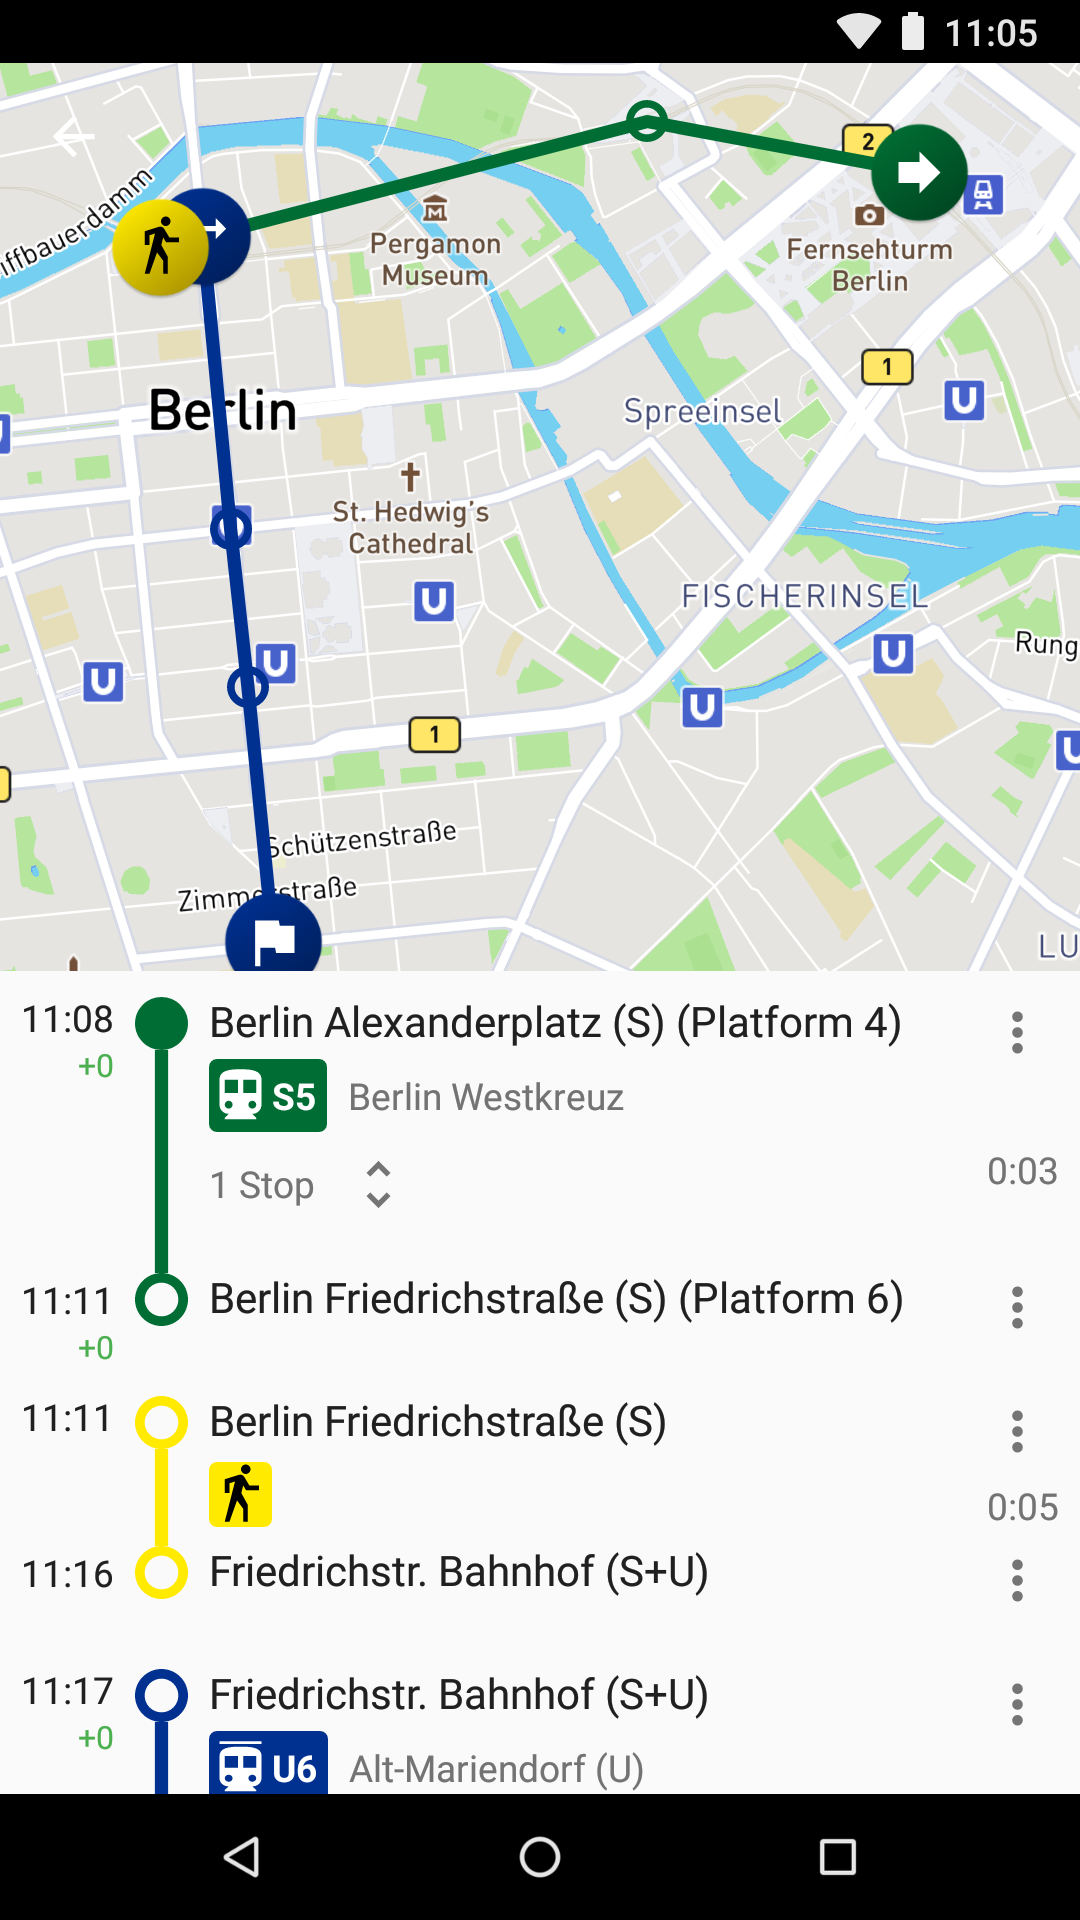 11:05
iffbauerdamm
2
Pergamon
Museum
Fernsehturm
Berlin
1
Berlin
Spreeinsel
U
St. Hedwig's
Cathedral
U
FISCHERINSEL
Rung
U
U
U
U
U
1
Schützenstraße
Zimmerstraße
LU
11:08
+0
Berlin Alexanderplatz (S) (Platform 4)
S5 Berlin Westkreuz
1 Stop
0:03
11:11
+0
Berlin Friedrichstraße (S) (Platform 6)
11:11
Berlin Friedrichstraße (S)
0:05
11:16
Friedrichstr. Bahnhof (S+U)
11:17
+0
Friedrichstr. Bahnhof (S+U)
U6 Alt-Mariendorf (U)